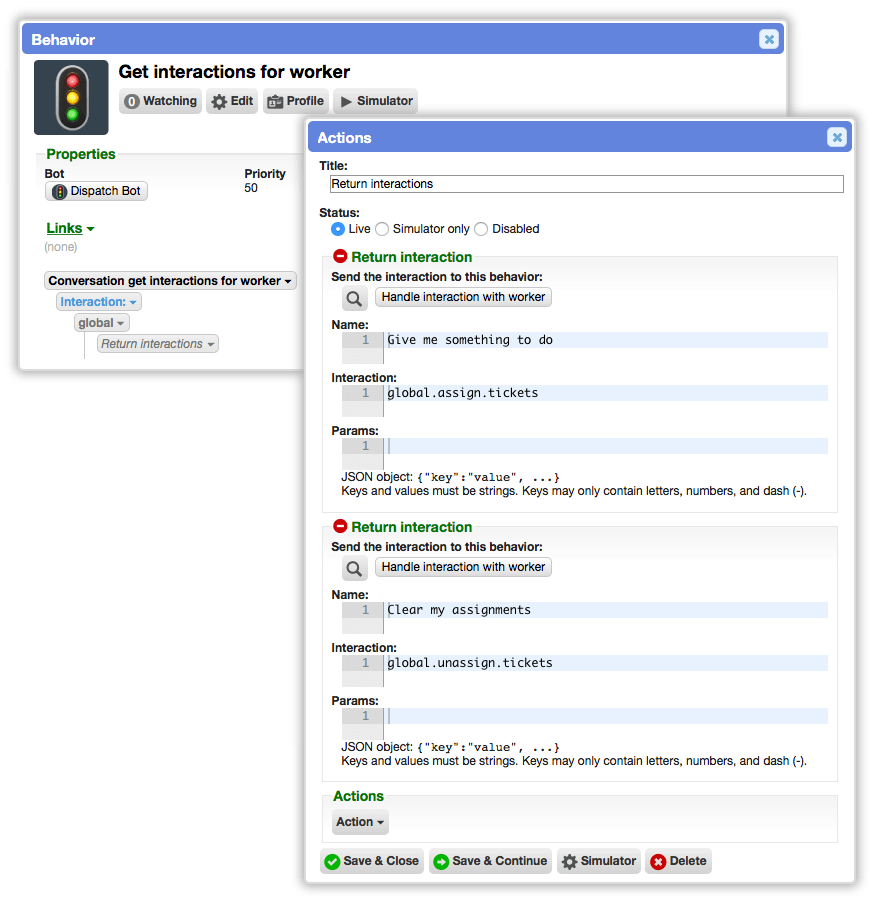 Behavior
Get interactions for worker
0 Watching Edit Profile Simulator
Properties
Bot Priority
Dispatch Bot 50
Links
(none)
Conversation get interactions for worker
Interaction:
global
Return interactions
Actions
Title:
Return interactions
Status:
Live Simulator only Disabled
Return interaction
Send the interaction to this behavior:
Handle interaction with worker
Name:
1 Give me something to do
Interaction:
1 global.assign.tickets
Params:
1
JSON object: {"key":"value", ...}
Keys and values must be strings. Keys may only contain letters, numbers, and dash (-).
Return interaction
Send the interaction to this behavior:
Handle interaction with worker
Name:
1 Clear my assignments
Interaction:
1 global.unassign.tickets
Params:
1
JSON object: {"key":"value", ...}
Keys and values must be strings. Keys may only contain letters, numbers, and dash (-).
Actions
Action
Save & Close Save & Continue Simulator Delete